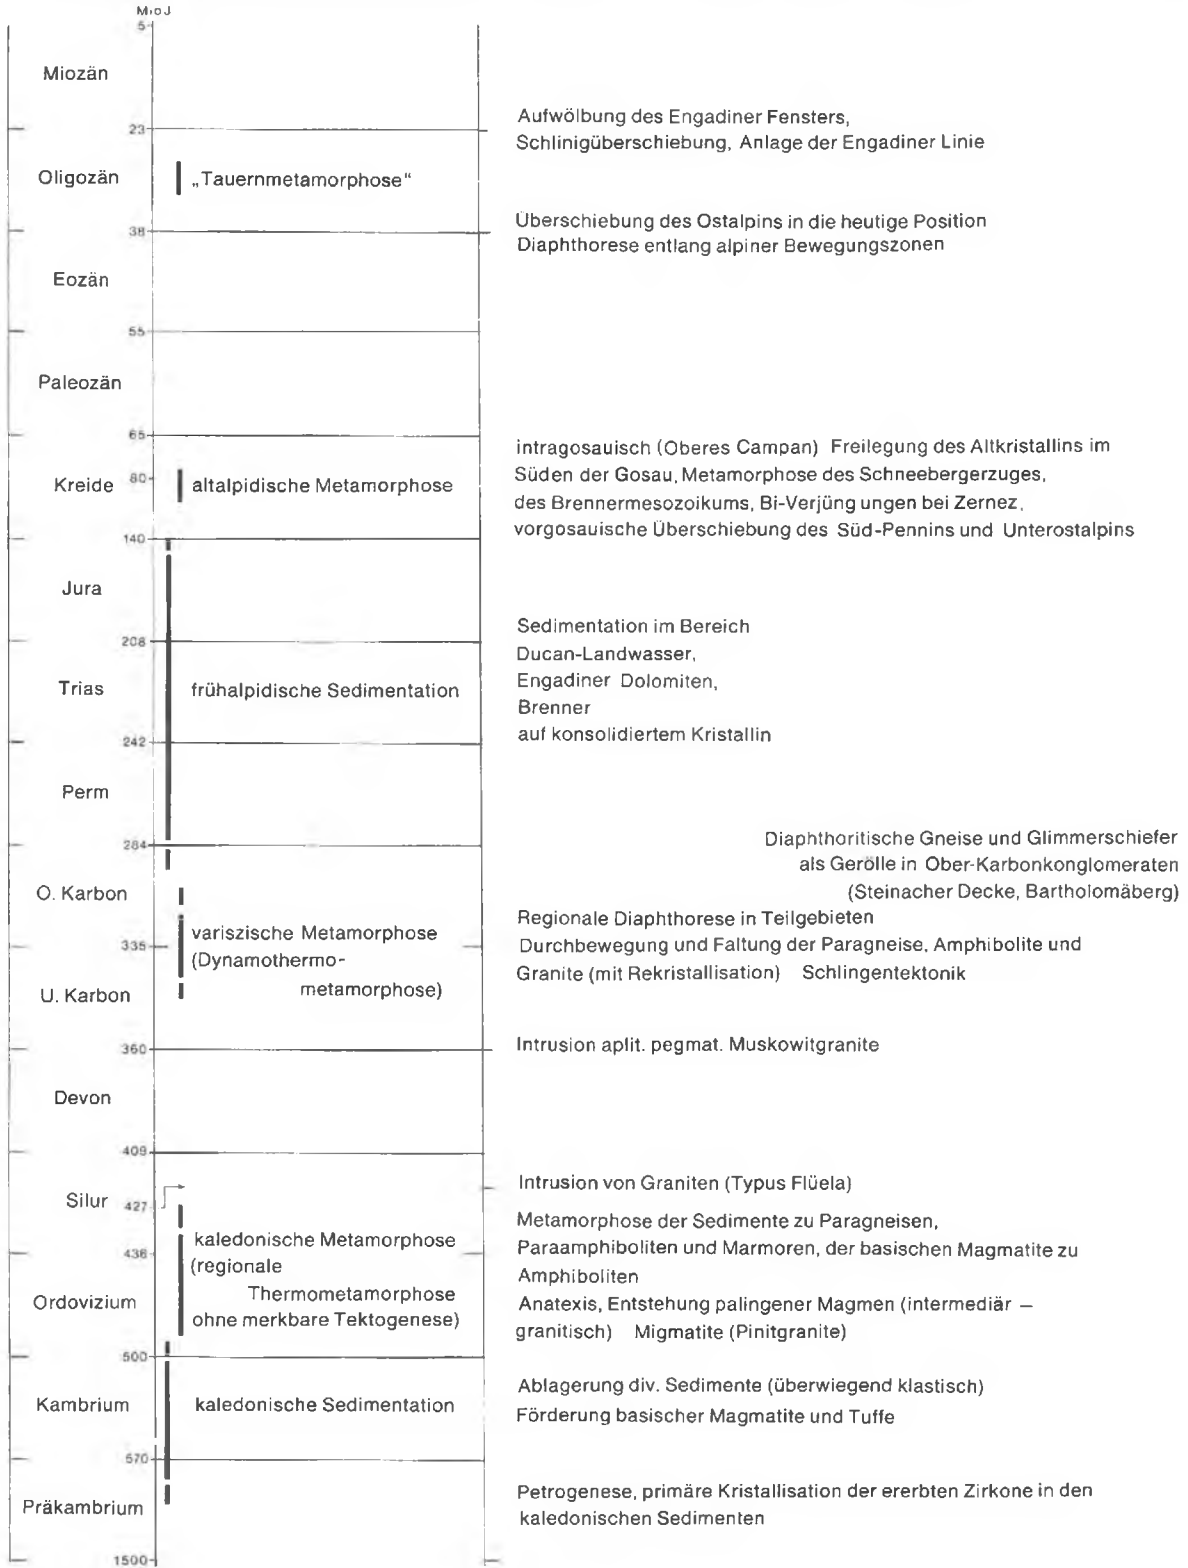 MioJ
5
Miozän
23
Aufwölbung des Engadiner Fensters,
Schlinigüberschiebung, Anlage der Engadiner Linie
Oligozän
„Tauernmetamorphose“
38
Überschiebung des Ostalpins in die heutige Position
Diaphthorese entlang alpiner Bewegungszonen
Eozän
55
Paleozän
65
Kreide
80
altalpidische Metamorphose
intragosauisch (Oberes Campan) Freilegung des Altkristallins im
Süden der Gosau, Metamorphose des Schneebergerzuges,
des Brennermesozoikums, Bi-Verjüng ungen bei Zernez,
vorgosauische Überschiebung des Süd-Pennins und Unterostalpins
140
Jura
208
Trias
frühalpidische Sedimentation
Sedimentation im Bereich
Ducan-Landwasser,
Engadiner Dolomiten,
Brenner
auf konsolidiertem Kristallin
242
Perm
284
Diaphthoritische Gneise und Glimmerschiefer
als Gerölle in Ober-Karbonkonglomeraten
(Steinacher Decke, Bartholomäberg)
O. Karbon
335
variszische Metamorphose
(Dynamothermo-
metamorphose)
Regionale Diaphthorese in Teilgebieten
Durchbewegung und Faltung der Paragneise, Amphibolite und
Granite (mit Rekristallisation) Schlingentektonik
U. Karbon
360
Intrusion aplit. pegmat. Muskowitgranite
Devon
409
Silur
427
Intrusion von Graniten (Typus Flüela)
436
kaledonische Metamorphose
(regionale
Thermometamorphose
ohne merkbare Tektogenese)
Metamorphose der Sedimente zu Paragneisen,
Paraamphiboliten und Marmoren, der basischen Magmatite zu
Amphiboliten
Anatexis, Entstehung palingener Magmen (intermediär –
granitisch) Migmatite (Pinitgranite)
Ordovizium
500
Kambrium
kaledonische Sedimentation
Ablagerung div. Sedimente (überwiegend klastisch)
Förderung basischer Magmatite und Tuffe
570
Präkambrium
Petrogenese, primäre Kristallisation der ererbten Zirkone in den
kaledonischen Sedimenten
1500